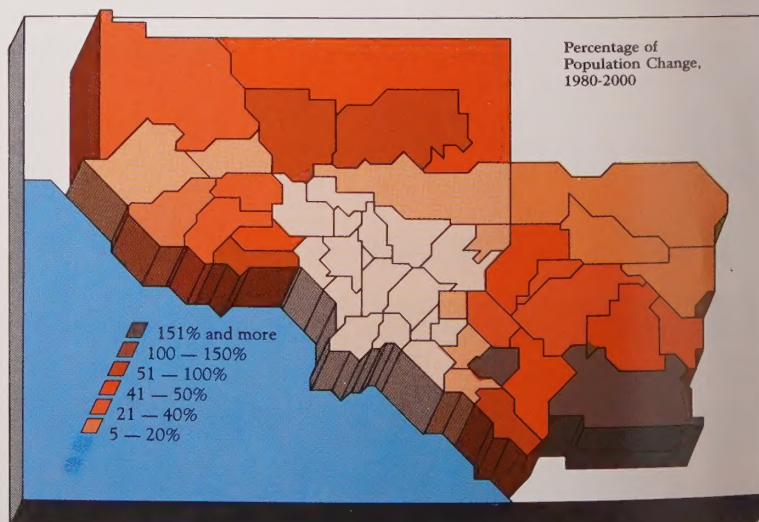 Percentage of
Population Change,
1980-2000
151% and more
100 — 150%
51 — 100%
41 — 50%
21 — 40%
5 — 20%